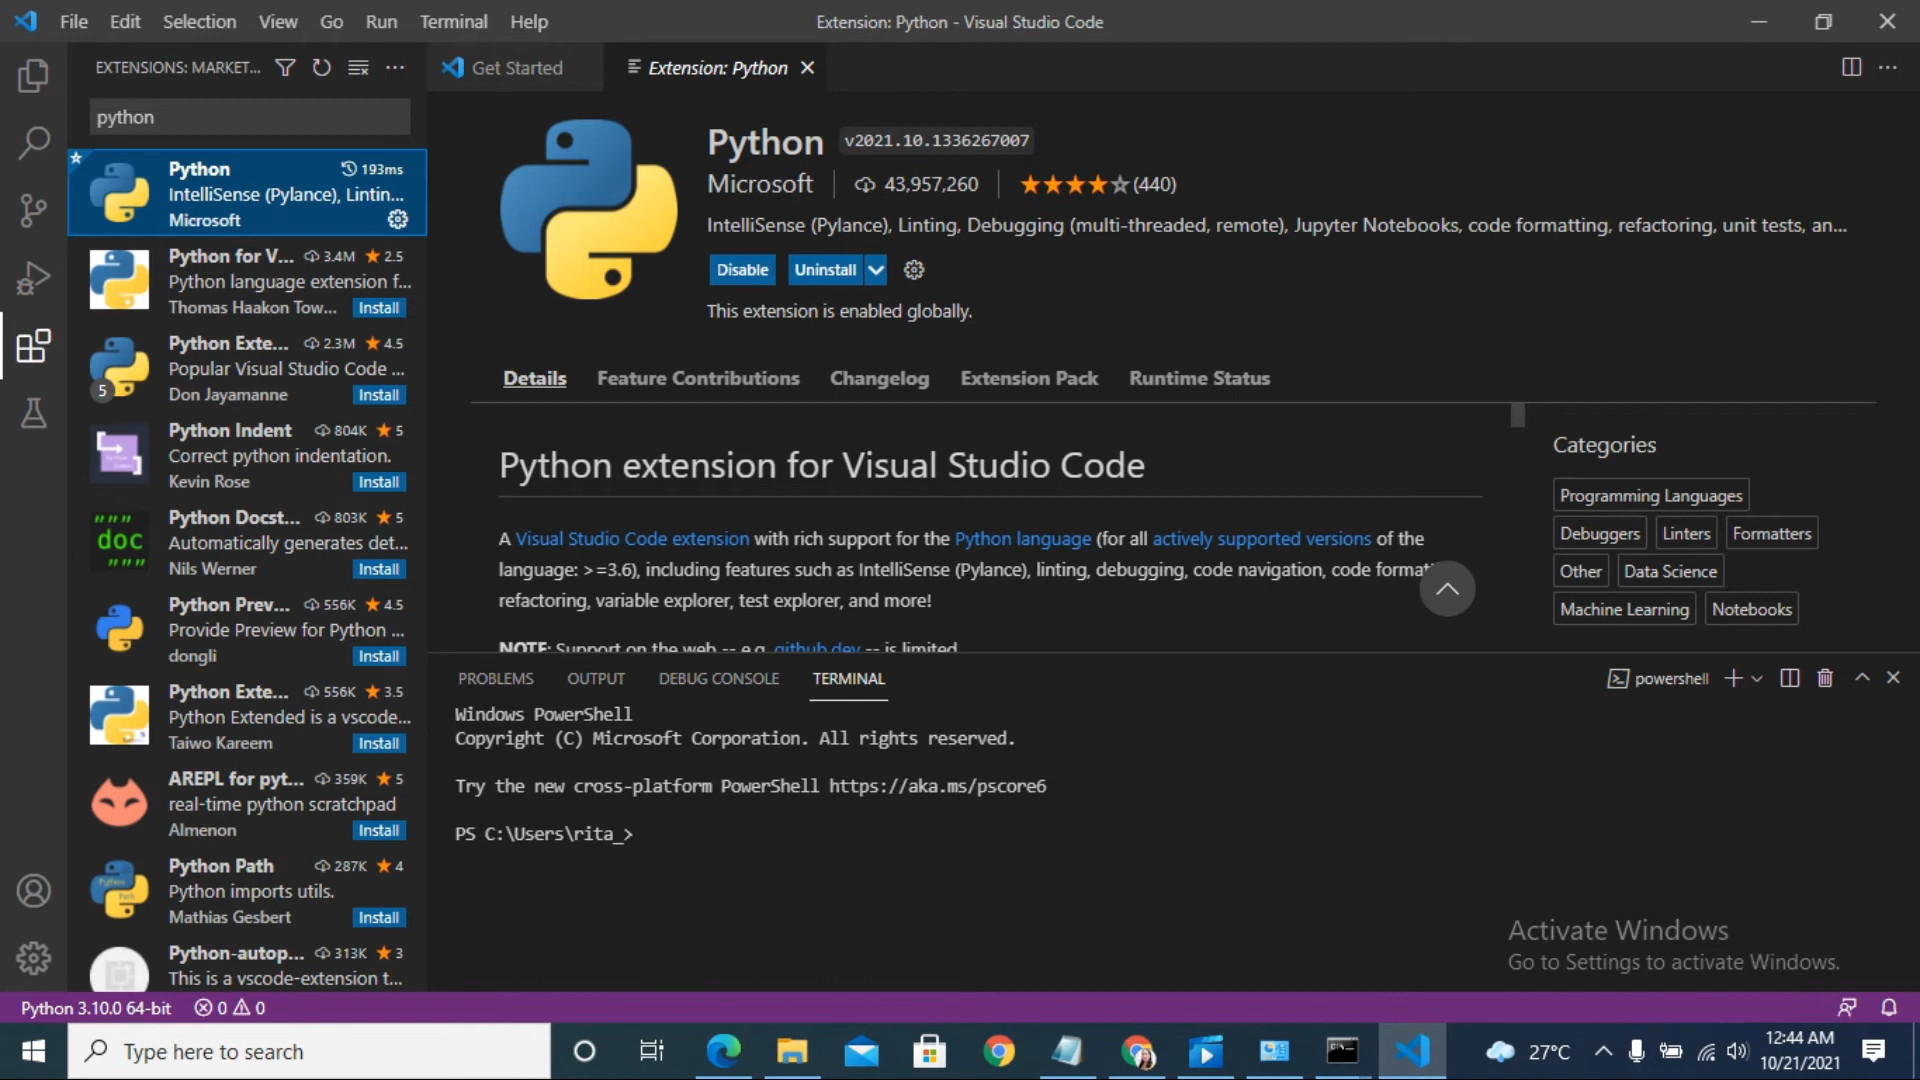 File Edit Selection View Go Run Terminal Help
Extension: Python - Visual Studio Code
EXTENSIONS: MARKET...
python
Python 193ms
IntelliSense (Pylance), Lintin...
Microsoft
Python for V... 3.4M 2.5
Python language extension f...
Thomas Haakon Tow... Install
Python Exte... 2.3M 4.5
Popular Visual Studio Code ...
5
Don Jayamanne Install
Python Indent 804K 5
Correct python indentation.
Kevin Rose Install
"""
doc
"""
Python Docst... 803K 5
Automatically generates det...
Nils Werner Install
Python Prev... 556K 4.5
Provide Preview for Python ...
dongli Install
Python Exte... 556K 3.5
Python Extended is a vscode...
Taiwo Kareem Install
AREPL for pyt... 359K 5
real-time python scratchpad
Almenon Install
Python Path 287K 4
Python imports utils.
Mathias Gesbert Install
Python-autop... 313K 3
This is a vscode-extension t...
Get Started
Extension: Python
Python v2021.10.1336267007
Microsoft 43,957,260 (440)
IntelliSense (Pylance), Linting, Debugging (multi-threaded, remote), Jupyter Notebooks, code formatting, refactoring, unit tests, an...
Disable Uninstall
This extension is enabled globally.
Details Feature Contributions Changelog Extension Pack Runtime Status
Python extension for Visual Studio Code
A Visual Studio Code extension with rich support for the Python language (for all actively supported versions of the
language: >=3.6), including features such as IntelliSense (Pylance), linting, debugging, code navigation, code format
refactoring, variable explorer, test explorer, and more!
NOTE: Support on the web -- e.g. github.dev -- is limited
Categories
Programming Languages
Debuggers Linters Formatters
Other Data Science
Machine Learning Notebooks
PROBLEMS OUTPUT DEBUG CONSOLE TERMINAL
powershell
Windows PowerShell
Copyright (C) Microsoft Corporation. All rights reserved.
Try the new cross-platform PowerShell https://aka.ms/pscore6
PS C:\Users\rita_>
Activate Windows
Go to Settings to activate Windows.
Python 3.10.0 64-bit 0 0
Type here to search
27°C
12:44 AM
10/21/2021